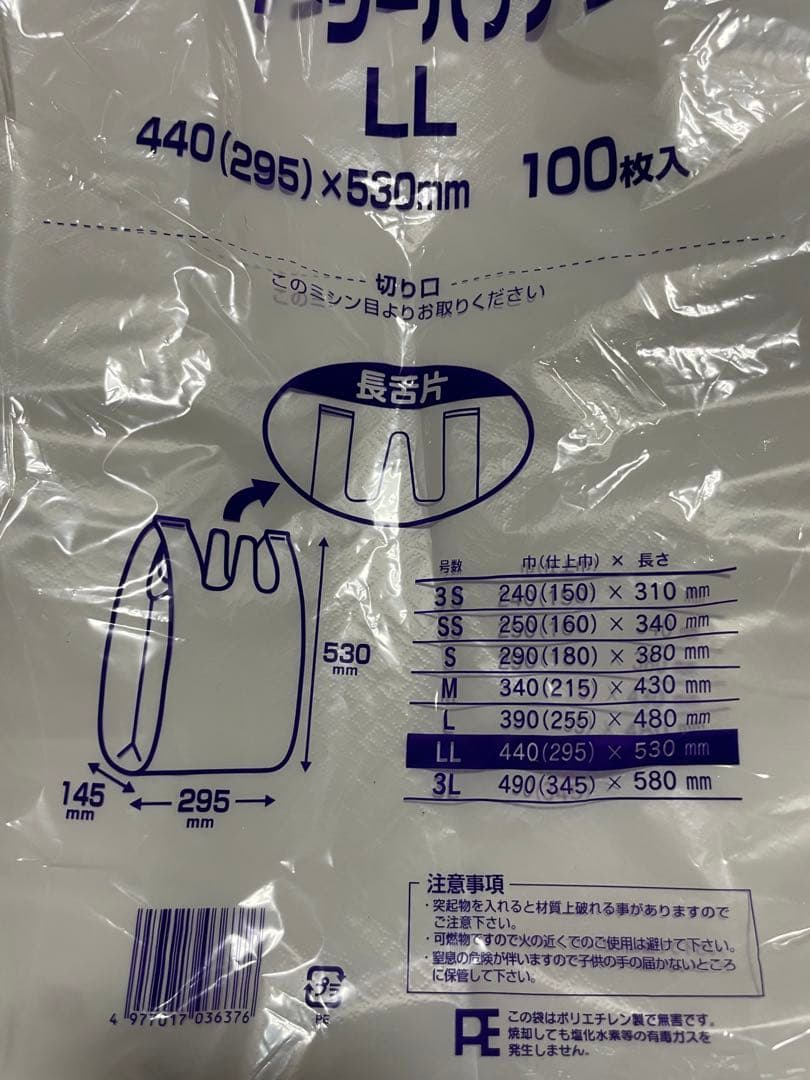 LL
440(295)×530mm 100枚入
切り口
このミシン目よりお取りください
長舌片
530
mm
145
mm
295
mm
号数 巾(仕上巾) × 長さ
3S 240(150) × 310 mm
SS 250(160) × 340 mm
S 290(180) × 380 mm
M 340(215) × 430 mm
L 390(255) × 480 mm
LL 440(295) × 530 mm
3L 490(345) × 580 mm
注意事項
・突起物を入れると材質上破れる事がありますので
ご注意下さい。
・可燃物ですので火の近くでのご使用は避けて下さい。
・窒息の危険が伴いますので子供の手の届かないところ
に保管して下さい。
4 977017 036376
プラ
PE
PE
この袋はポリエチレン製で無害です。
焼却しても塩化水素等の有毒ガスを
発生しません。